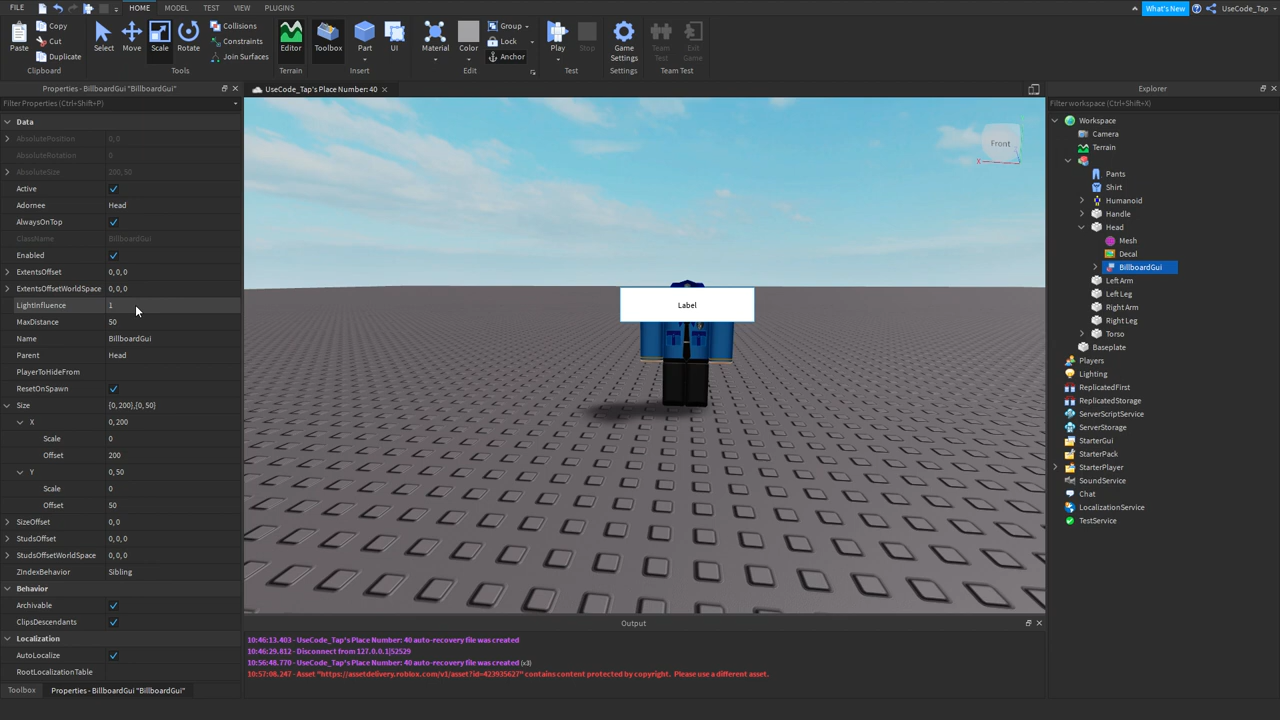 FILE HOME MODEL TEST VIEW PLUGINS What's New UseCode_Tap
Copy Cut Duplicate Paste Clipboard
Select Move Scale Rotate Collisions Constraints Join Surfaces Tools
Editor Terrain
Toolbox Part UI Insert
Material Color Group Lock Anchor Edit
Play Stop Test
Game Settings Settings
Team Test Exit Game Team Test
Properties - BillboardGui "BillboardGui"
Filter Properties (Ctrl+Shift+P)
Data
AbsolutePosition 0, 0
AbsoluteRotation 0
AbsoluteSize 200, 50
Active
Adornee Head
AlwaysOnTop
ClassName BillboardGui
Enabled
ExtentsOffset 0, 0, 0
ExtentsOffsetWorldSpace 0, 0, 0
LightInfluence 1
MaxDistance 50
Name BillboardGui
Parent Head
PlayerToHideFrom
ResetOnSpawn
Size {0, 200},{0, 50}
X 0, 200
Scale 0
Offset 200
Y 0, 50
Scale 0
Offset 50
SizeOffset 0, 0
StudsOffset 0, 0, 0
StudsOffsetWorldSpace 0, 0, 0
ZIndexBehavior Sibling
Behavior
Archivable
ClipsDescendants
Localization
AutoLocalize
RootLocalizationTable
Toolbox Properties - BillboardGui "BillboardGui"
UseCode_Tap's Place Number: 40
Front
X
Label
Output
10:46:13.403 - UseCode_Tap's Place Number: 40 auto-recovery file was created
10:46:29.812 - Disconnect from 127.0.0.1|52529
10:56:48.770 - UseCode_Tap's Place Number: 40 auto-recovery file was created (x3)
10:57:08.247 - Asset "https://assetdelivery.roblox.com/v1/asset?id=423935627" contains content protected by copyright. Please use a different asset.
Explorer
Filter workspace (Ctrl+Shift+X)
Workspace
Camera
Terrain
Pants
Shirt
Humanoid
Handle
Head
Mesh
Decal
BillboardGui
Left Arm
Left Leg
Right Arm
Right Leg
Torso
Baseplate
Players
Lighting
ReplicatedFirst
ReplicatedStorage
ServerScriptService
ServerStorage
StarterGui
StarterPack
StarterPlayer
SoundService
Chat
LocalizationService
TestService